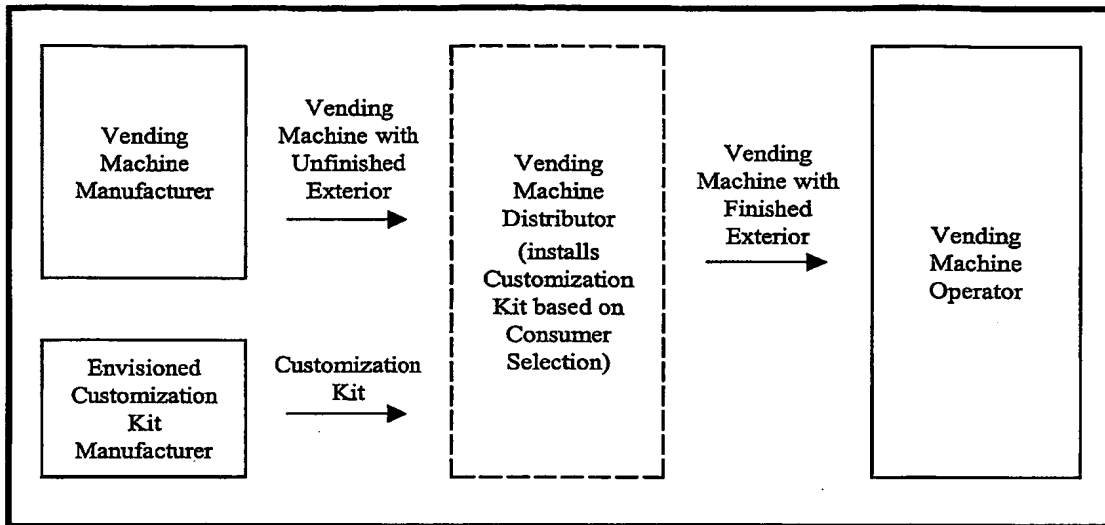 Vending
Machine
Manufacturer
Vending
Machine with
Unfinished
Exterior
Envisioned
Customization
Kit
Manufacturer
Customization
Kit
Vending
Machine
Distributor
(installs
Customization
Kit based on
Consumer
Selection)
Vending
Machine with
Finished
Exterior
Vending
Machine
Operator